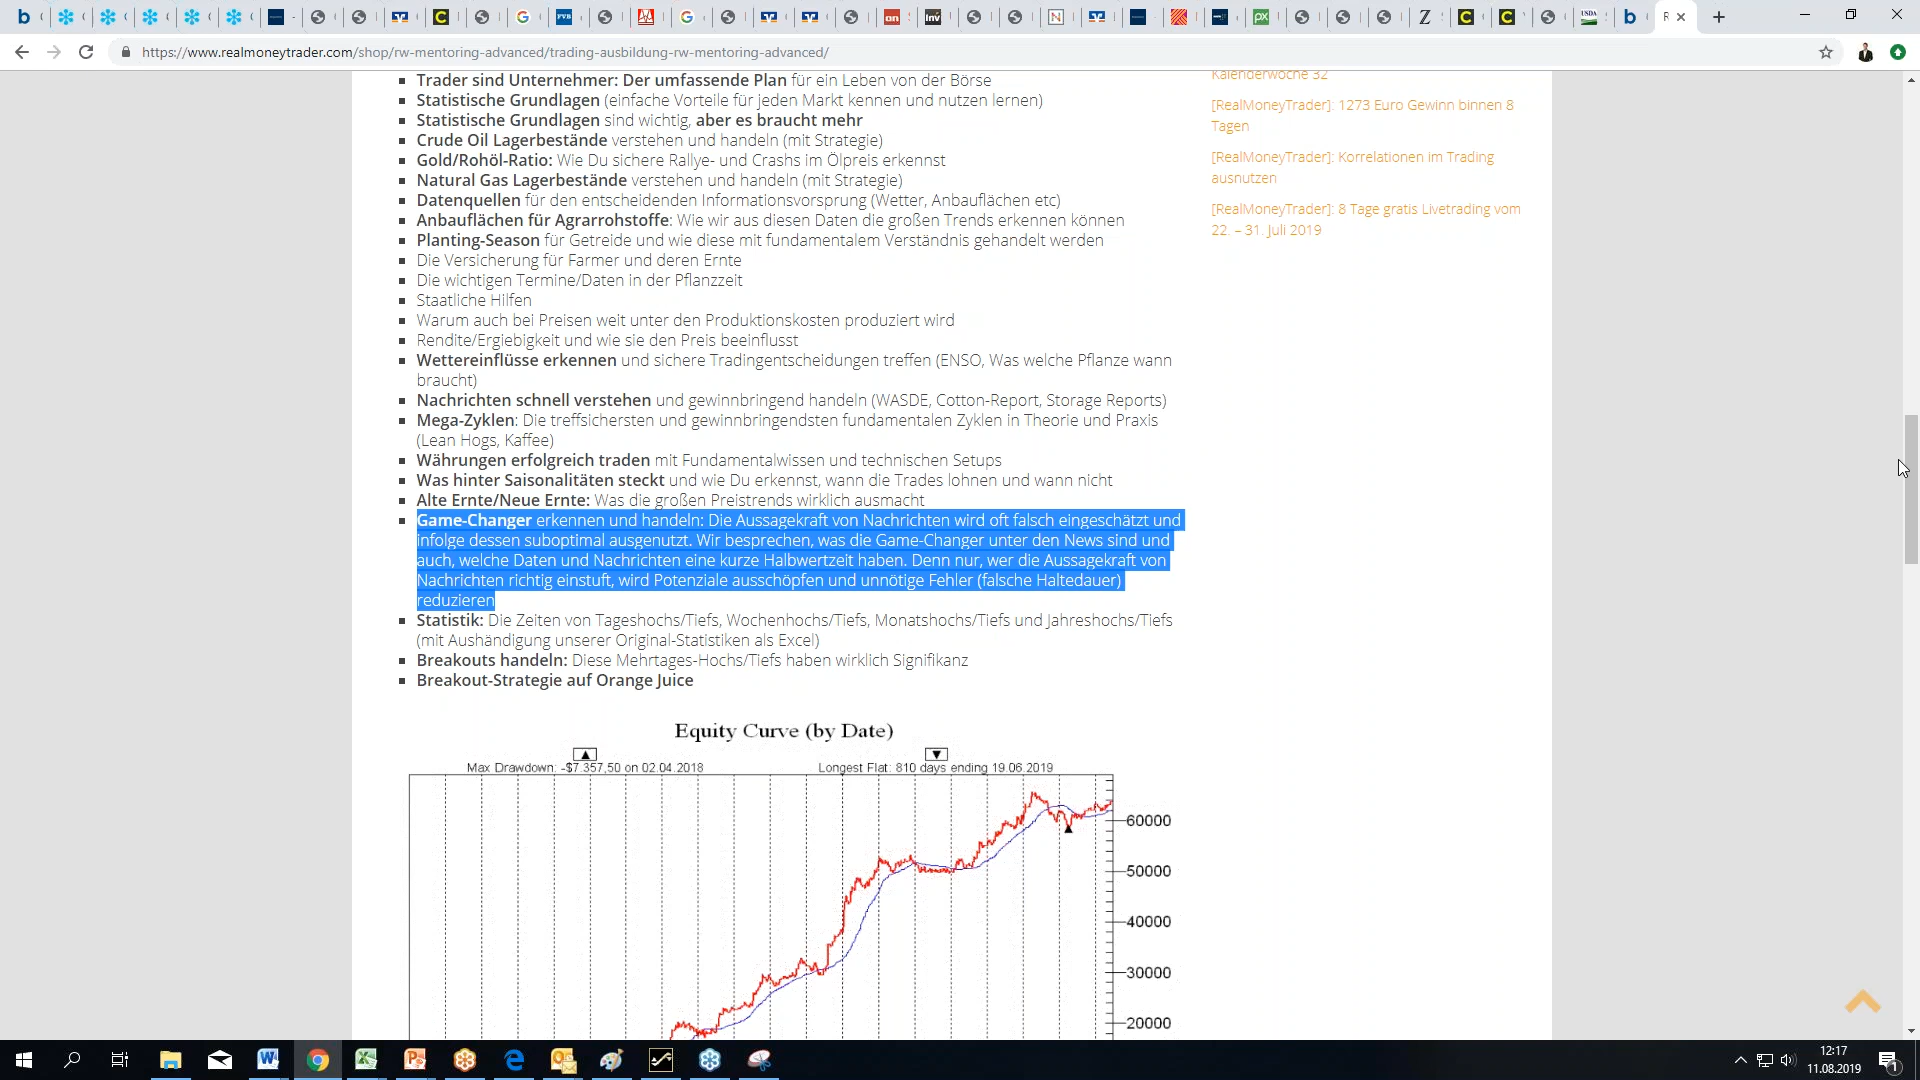 https://www.realmoneytrader.com/shop/rw-mentoring-advanced/trading-ausbildung-rw-mentoring-advanced/
Trader sind Unternehmer: Der umfassende Plan für ein Leben von der Börse
Statistische Grundlagen (einfache Vorteile für jeden Markt kennen und nutzen lernen)
Statistische Grundlagen sind wichtig, aber es braucht mehr
Crude Oil Lagerbestände verstehen und handeln (mit Strategie)
Gold/Rohöl-Ratio: Wie Du sichere Rallye- und Crashs im Ölpreis erkennst
Natural Gas Lagerbestände verstehen und handeln (mit Strategie)
Datenquellen für den entscheidenden Informationsvorsprung (Wetter, Anbauflächen etc)
Anbauflächen für Agrarrohstoffe: Wie wir aus diesen Daten die großen Trends erkennen können
Planting-Season für Getreide und wie diese mit fundamentalem Verständnis gehandelt werden
Die Versicherung für Farmer und deren Ernte
Die wichtigen Termine/Daten in der Pflanzzeit
Staatliche Hilfen
Warum auch bei Preisen weit unter den Produktionskosten produziert wird
Rendite/Ergiebigkeit und wie sie den Preis beeinflusst
Wettereinflüsse erkennen und sichere Tradingentscheidungen treffen (ENSO, Was welche Pflanze wann
braucht)
Nachrichten schnell verstehen und gewinnbringend handeln (WASDE, Cotton-Report, Storage Reports)
Mega-Zyklen: Die treffsichersten und gewinnbringendsten fundamentalen Zyklen in Theorie und Praxis
(Lean Hogs, Kaffee)
Währungen erfolgreich traden mit Fundamentalwissen und technischen Setups
Was hinter Saisonalitäten steckt und wie Du erkennst, wann die Trades lohnen und wann nicht
Alte Ernte/Neue Ernte: Was die großen Preistrends wirklich ausmacht
Game-Changer erkennen und handeln: Die Aussagekraft von Nachrichten wird oft falsch eingeschätzt und
infolge dessen suboptimal ausgenutzt. Wir besprechen, was die Game-Changer unter den News sind und
auch, welche Daten und Nachrichten eine kurze Halbwertzeit haben. Denn nur, wer die Aussagekraft von
Nachrichten richtig einstuft, wird Potenziale ausschöpfen und unnötige Fehler (falsche Haltedauer)
reduzieren
Statistik: Die Zeiten von Tageshochs/Tiefs, Wochenhochs/Tiefs, Monatshochs/Tiefs und Jahreshochs/Tiefs
(mit Aushändigung unserer Original-Statistiken als Excel)
Breakouts handeln: Diese Mehrtages-Hochs/Tiefs haben wirklich Signifikanz
Breakout-Strategie auf Orange Juice
Kalenderwoche 32
[RealMoneyTrader]: 1273 Euro Gewinn binnen 8
Tagen
[RealMoneyTrader]: Korrelationen im Trading
ausnutzen
[RealMoneyTrader]: 8 Tage gratis Livetrading vom
22. – 31. Juli 2019
Equity Curve (by Date)
Max Drawdown: -$7.357,50 on 02.04.2018
Longest Flat: 810 days ending 19.06.2019
60000
50000
40000
30000
20000
12:17
11.08.2019